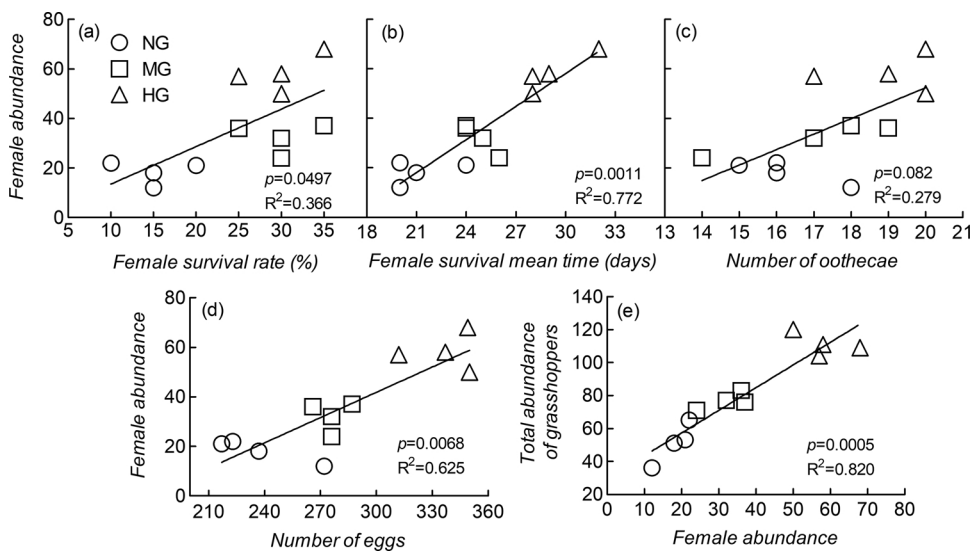 (a)
NG
MG
HG
Female abundance
80
60
40
20
0
p=0.0497
R²=0.366
5 10 15 20 25 30 35
Female survival rate (%)
(b)
p=0.0011
R²=0.772
18 21 24 27 30 33
Female survival mean time (days)
(c)
p=0.082
R²=0.279
13 14 15 16 17 18 19 20 21
Number of oothecae
(d)
Female abundance
80
60
40
20
0
p=0.0068
R²=0.625
210 240 270 300 330 360
Number of eggs
(e)
Total abundance
of grasshoppers
140
120
100
80
60
40
20
p=0.0005
R²=0.820
0 10 20 30 40 50 60 70 80
Female abundance